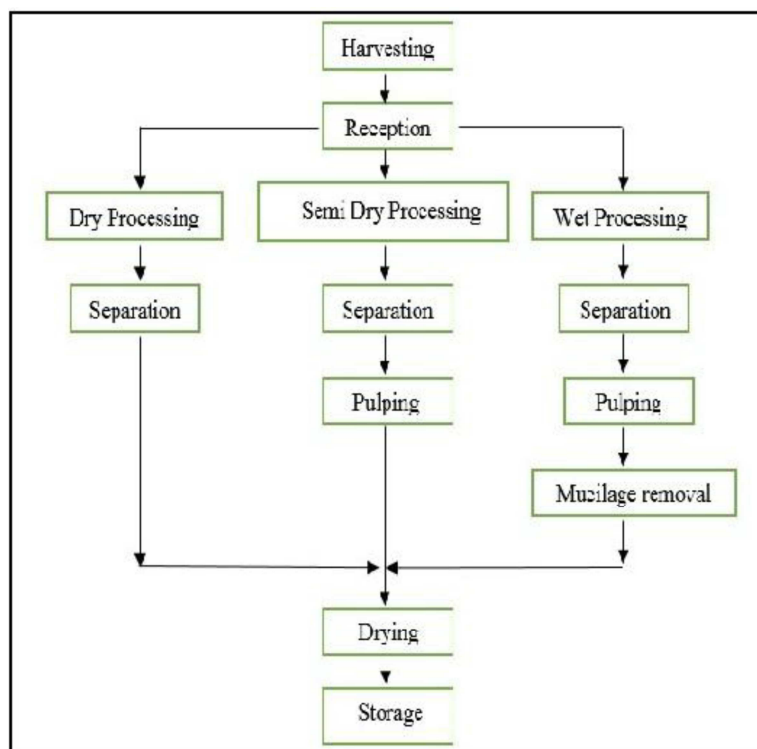 Harvesting
Reception
Dry Processing
Semi Dry Processing
Wet Processing
Separation
Separation
Separation
Pulping
Pulping
Mucilage removal
Drying
Storage